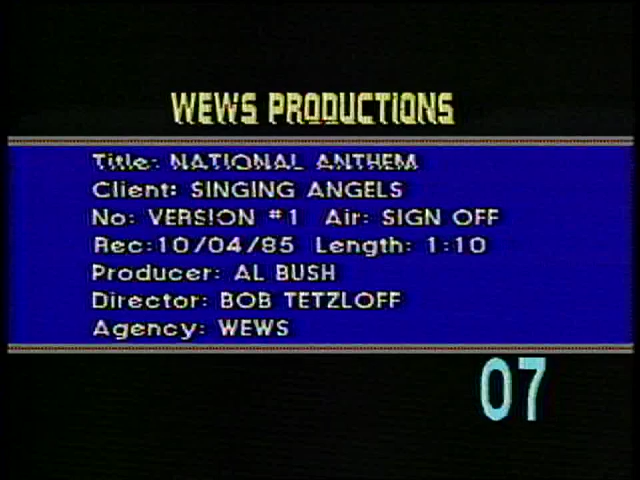 WEWS PRODUCTIONS
Title: NATIONAL ANTHEM
Client: SINGING ANGELS
No: VERSION #1 Air: SIGN OFF
Rec:10/04/85 Length: 1:10
Producer: AL BUSH
Director: BOB TETZLOFF
Agency: WEWS
07